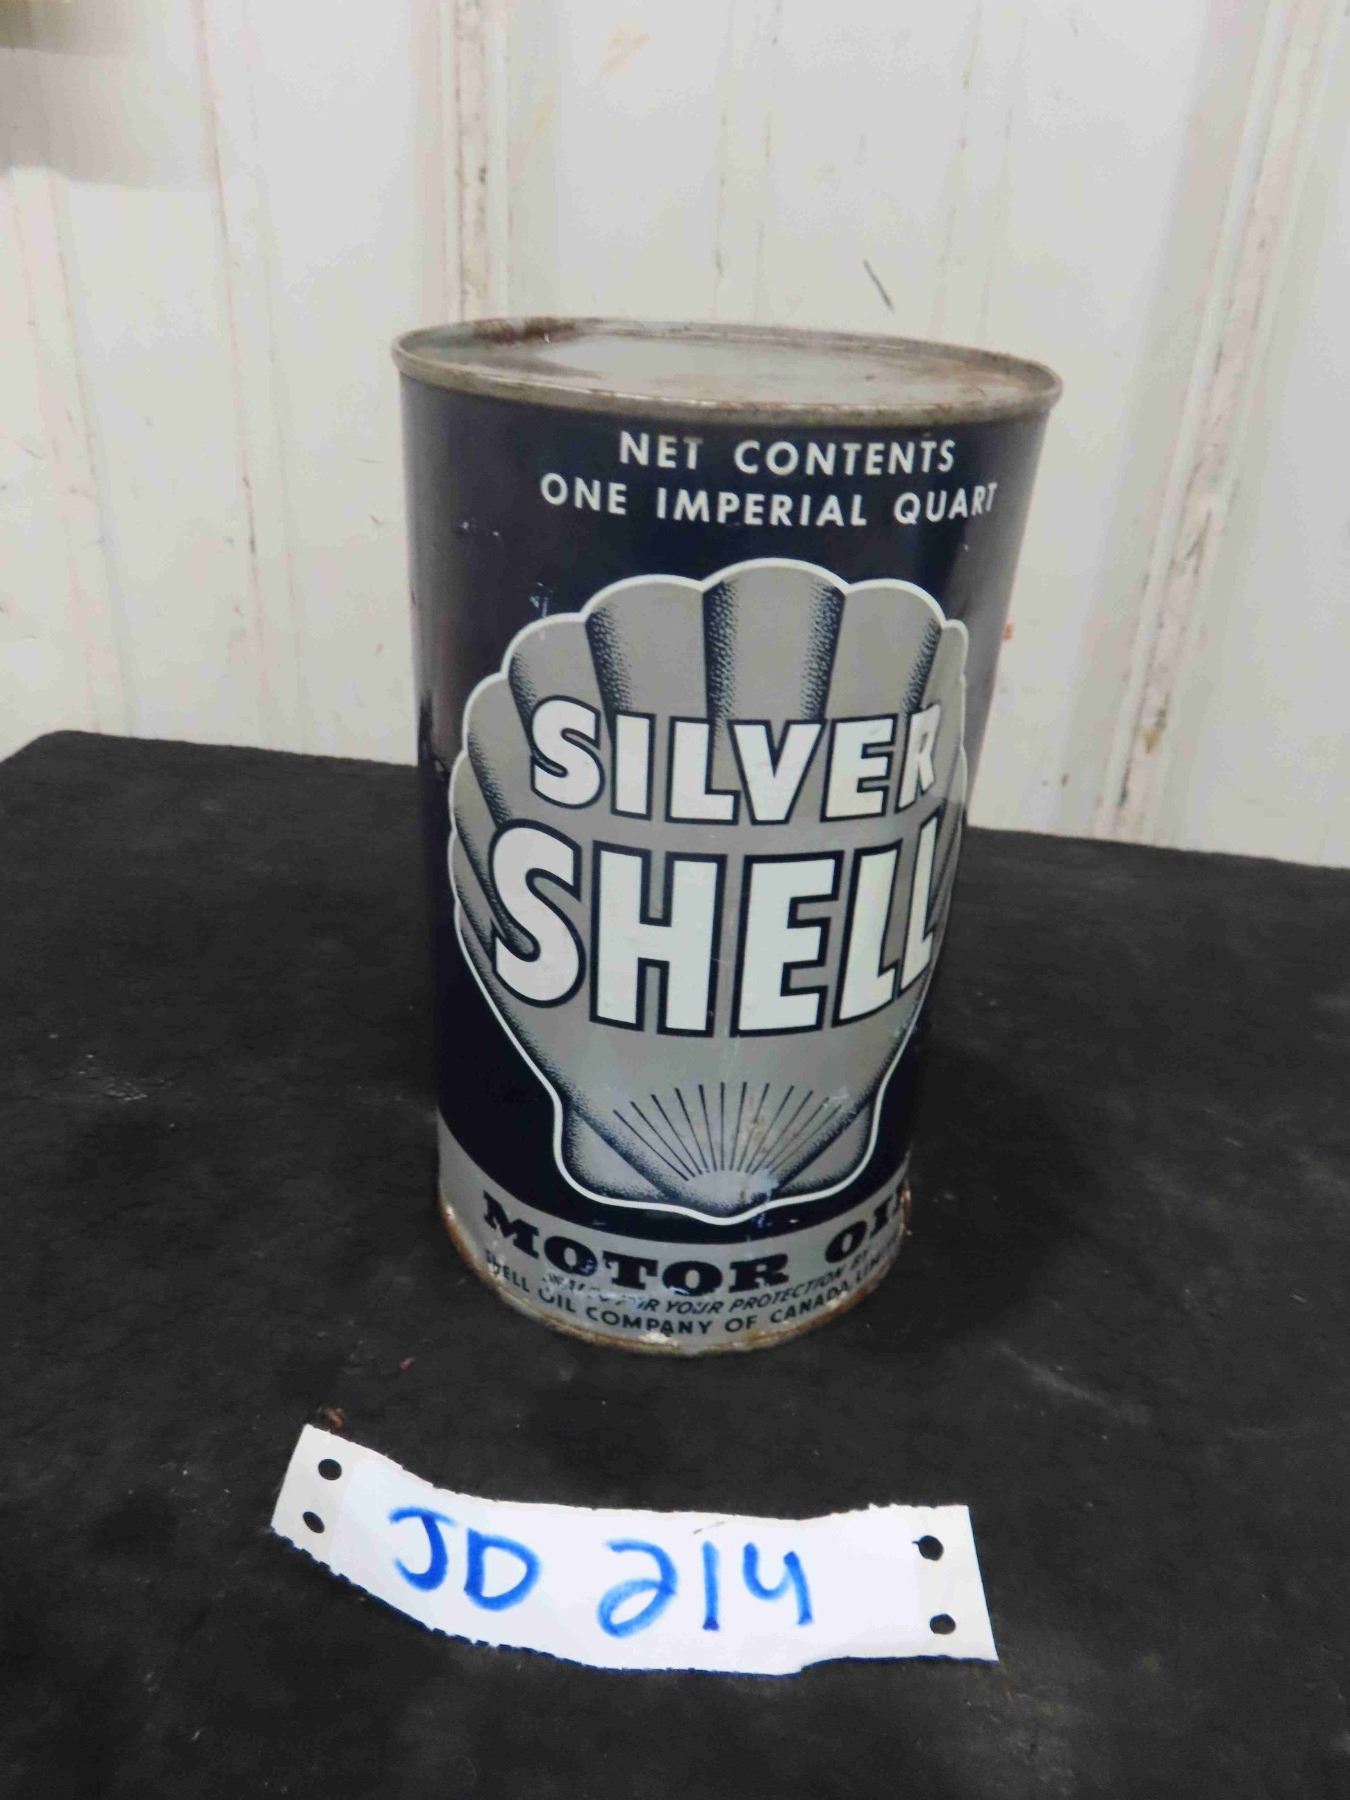 NET CONTENTS
ONE IMPERIAL QUART
SILVER
SHELL
MOTOR OIL
YOUR PROTECTION BY
SHELL OIL COMPANY OF CANADA, LIMITED
JD 214